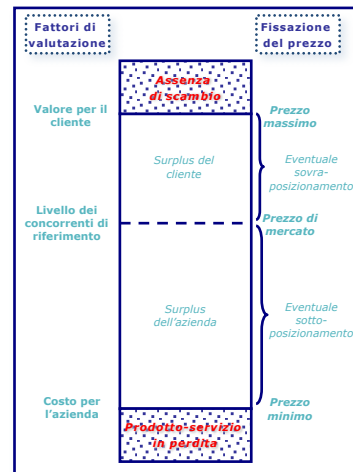 Fattori di
valutazione
Fissazione
del prezzo
Assenza
di scambio
Valore per il
cliente
Prezzo
massimo
Surplus del
cliente
Eventuale
sovra-
posizionamento
Livello dei
concorrenti di
riferimento
Prezzo di
mercato
Surplus
dell'azienda
Eventuale
sotto-
posizionamento
Costo per
l'azienda
Prezzo
minimo
Prodotto-servizio
in perdita